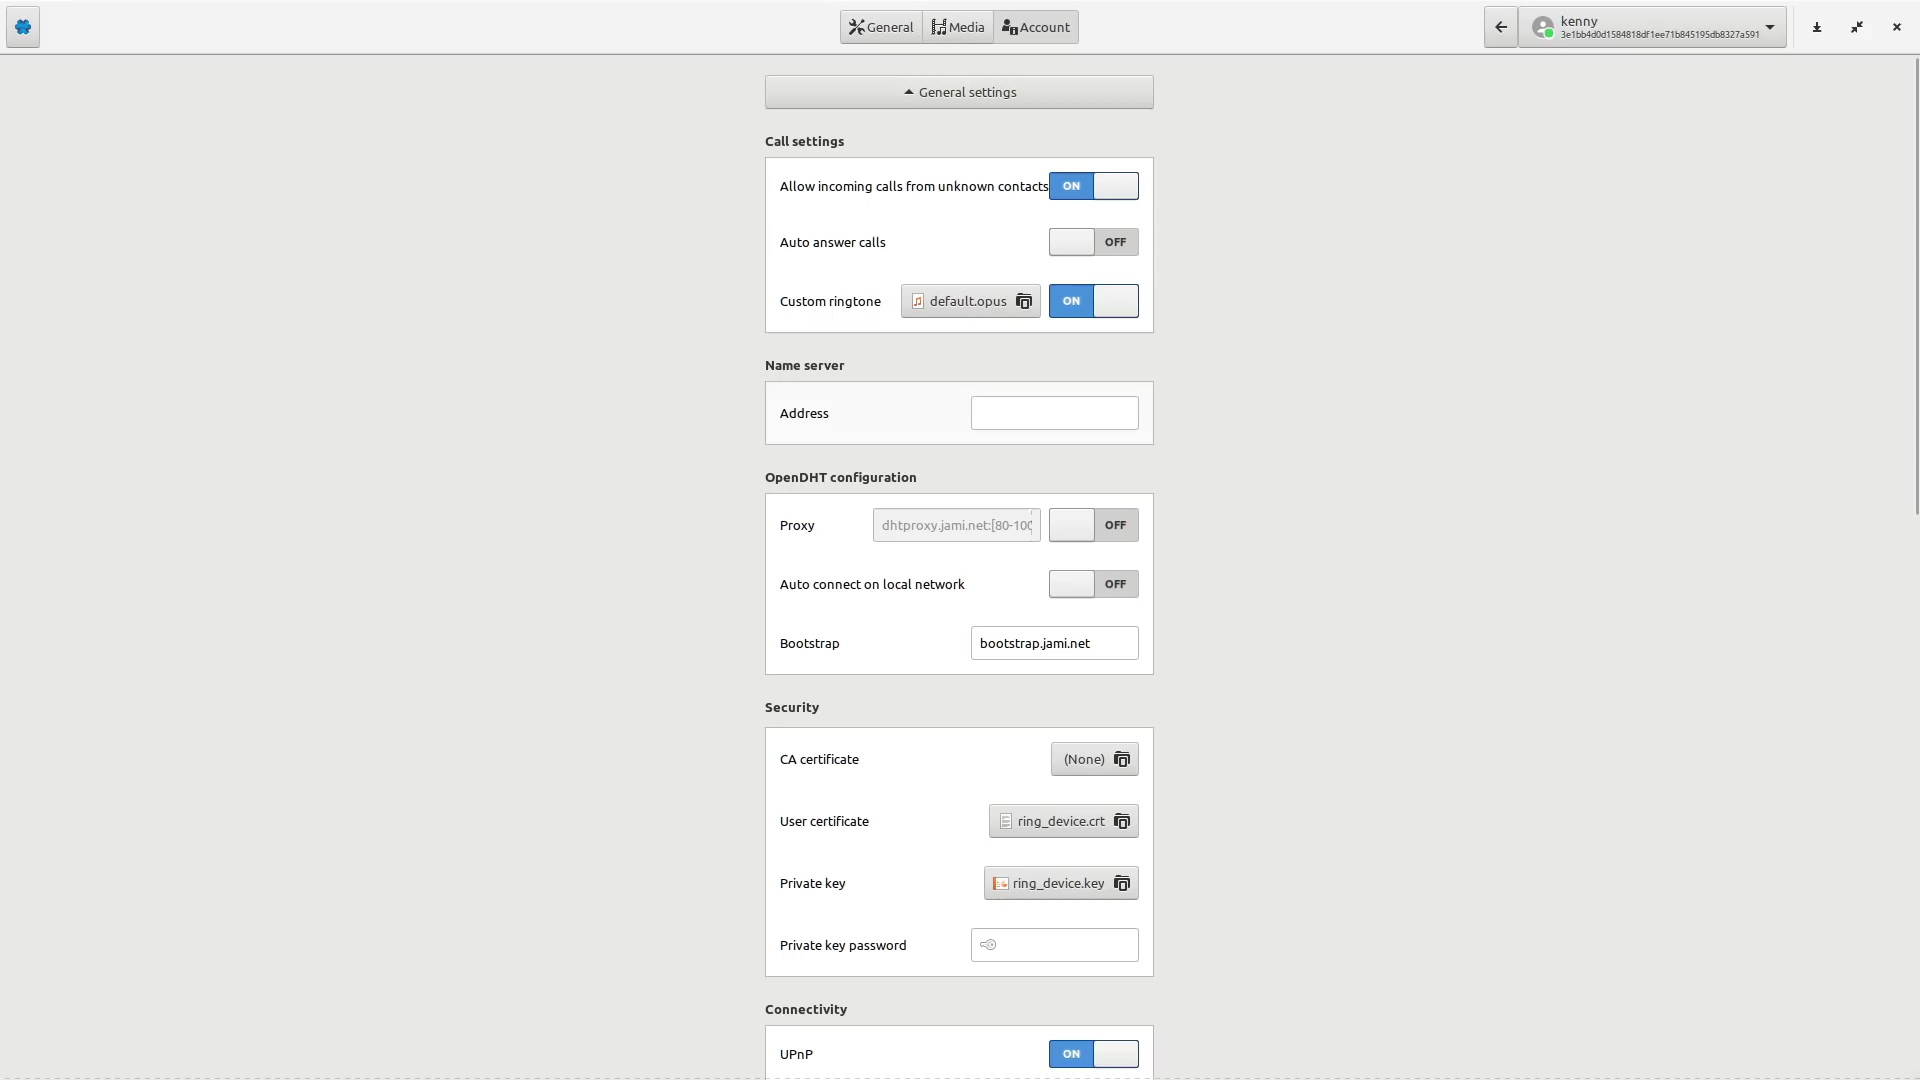 General
Media
Account
kenny
3e1bb4d0d1584818df1ee71b845195db8327a591
General settings
Call settings
Allow incoming calls from unknown contacts
ON
Auto answer calls
OFF
Custom ringtone
default.opus
ON
Name server
Address
OpenDHT configuration
Proxy
dhtproxy.jami.net:[80-100
OFF
Auto connect on local network
OFF
Bootstrap
bootstrap.jami.net
Security
CA certificate
(None)
User certificate
ring_device.crt
Private key
ring_device.key
Private key password
Connectivity
UPnP
ON